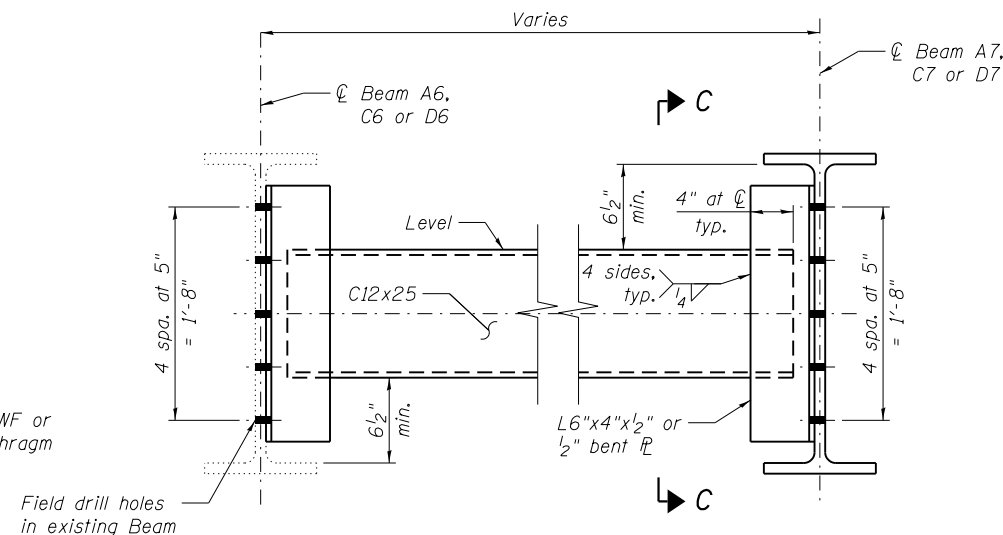 Varies
℄ Beam A6,
C6 or D6
℄ Beam A7,
C7 or D7
C
6½"
min.
4" at ℄
typ.
Level
4 sides,
typ.
¼
C12x25
4 spa. at 5"
= 1'-8"
4 spa. at 5"
= 1'-8"
6½"
min.
L6"x4"x½" or
½" bent ⅊
WF or
hragm
Field drill holes
in existing Beam
C